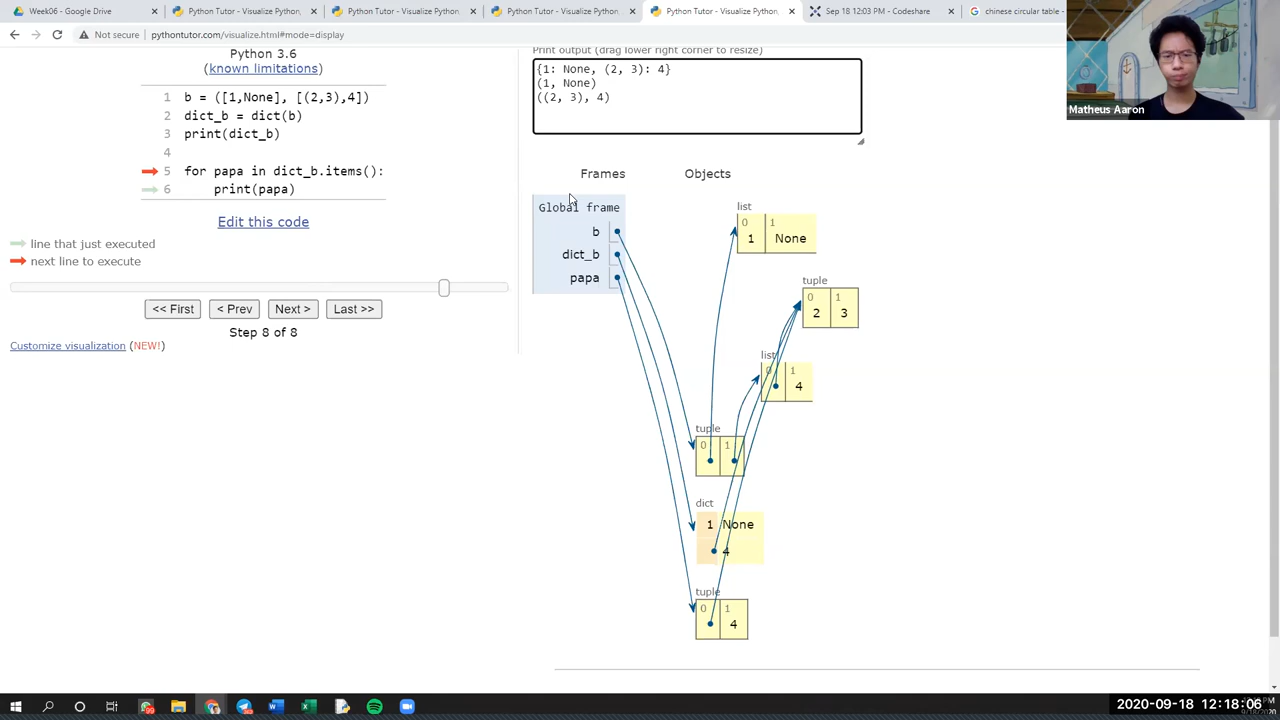 Week06 - Google Drive
Python Tutor - Visualize Python,
Python Tutor - Visualize Python,
Python Tutor - Visualize Python,
Python Tutor - Visualize Python,
Sep 18 12:03 PM - Codeshare
chinese circular table -
Not secure | pythontutor.com/visualize.html#mode=display
Python 3.6
(known limitations)
1 b = ([1,None], [(2,3),4])
2 dict_b = dict(b)
3 print(dict_b)
4
5 for papa in dict_b.items():
6 print(papa)
Edit this code
line that just executed
next line to execute
<< First
< Prev
Next >
Last >>
Step 8 of 8
Customize visualization (NEW!)
Print output (drag lower right corner to resize)
{1: None, (2, 3): 4}
(1, None)
((2, 3), 4)
Frames
Objects
Global frame
b
dict_b
papa
list
0 1
1 None
tuple
0 1
2 3
list
0 1
4
tuple
0 1
dict
1 None
4
tuple
0 1
4
Matheus Aaron
2020-09-18 12:18:06